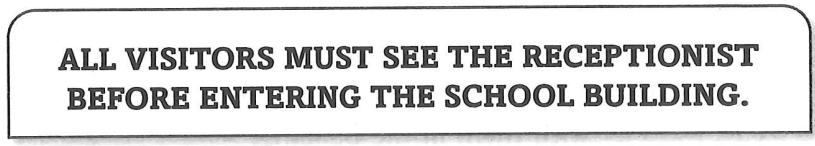 ALL VISITORS MUST SEE THE RECEPTIONIST
BEFORE ENTERING THE SCHOOL BUILDING.